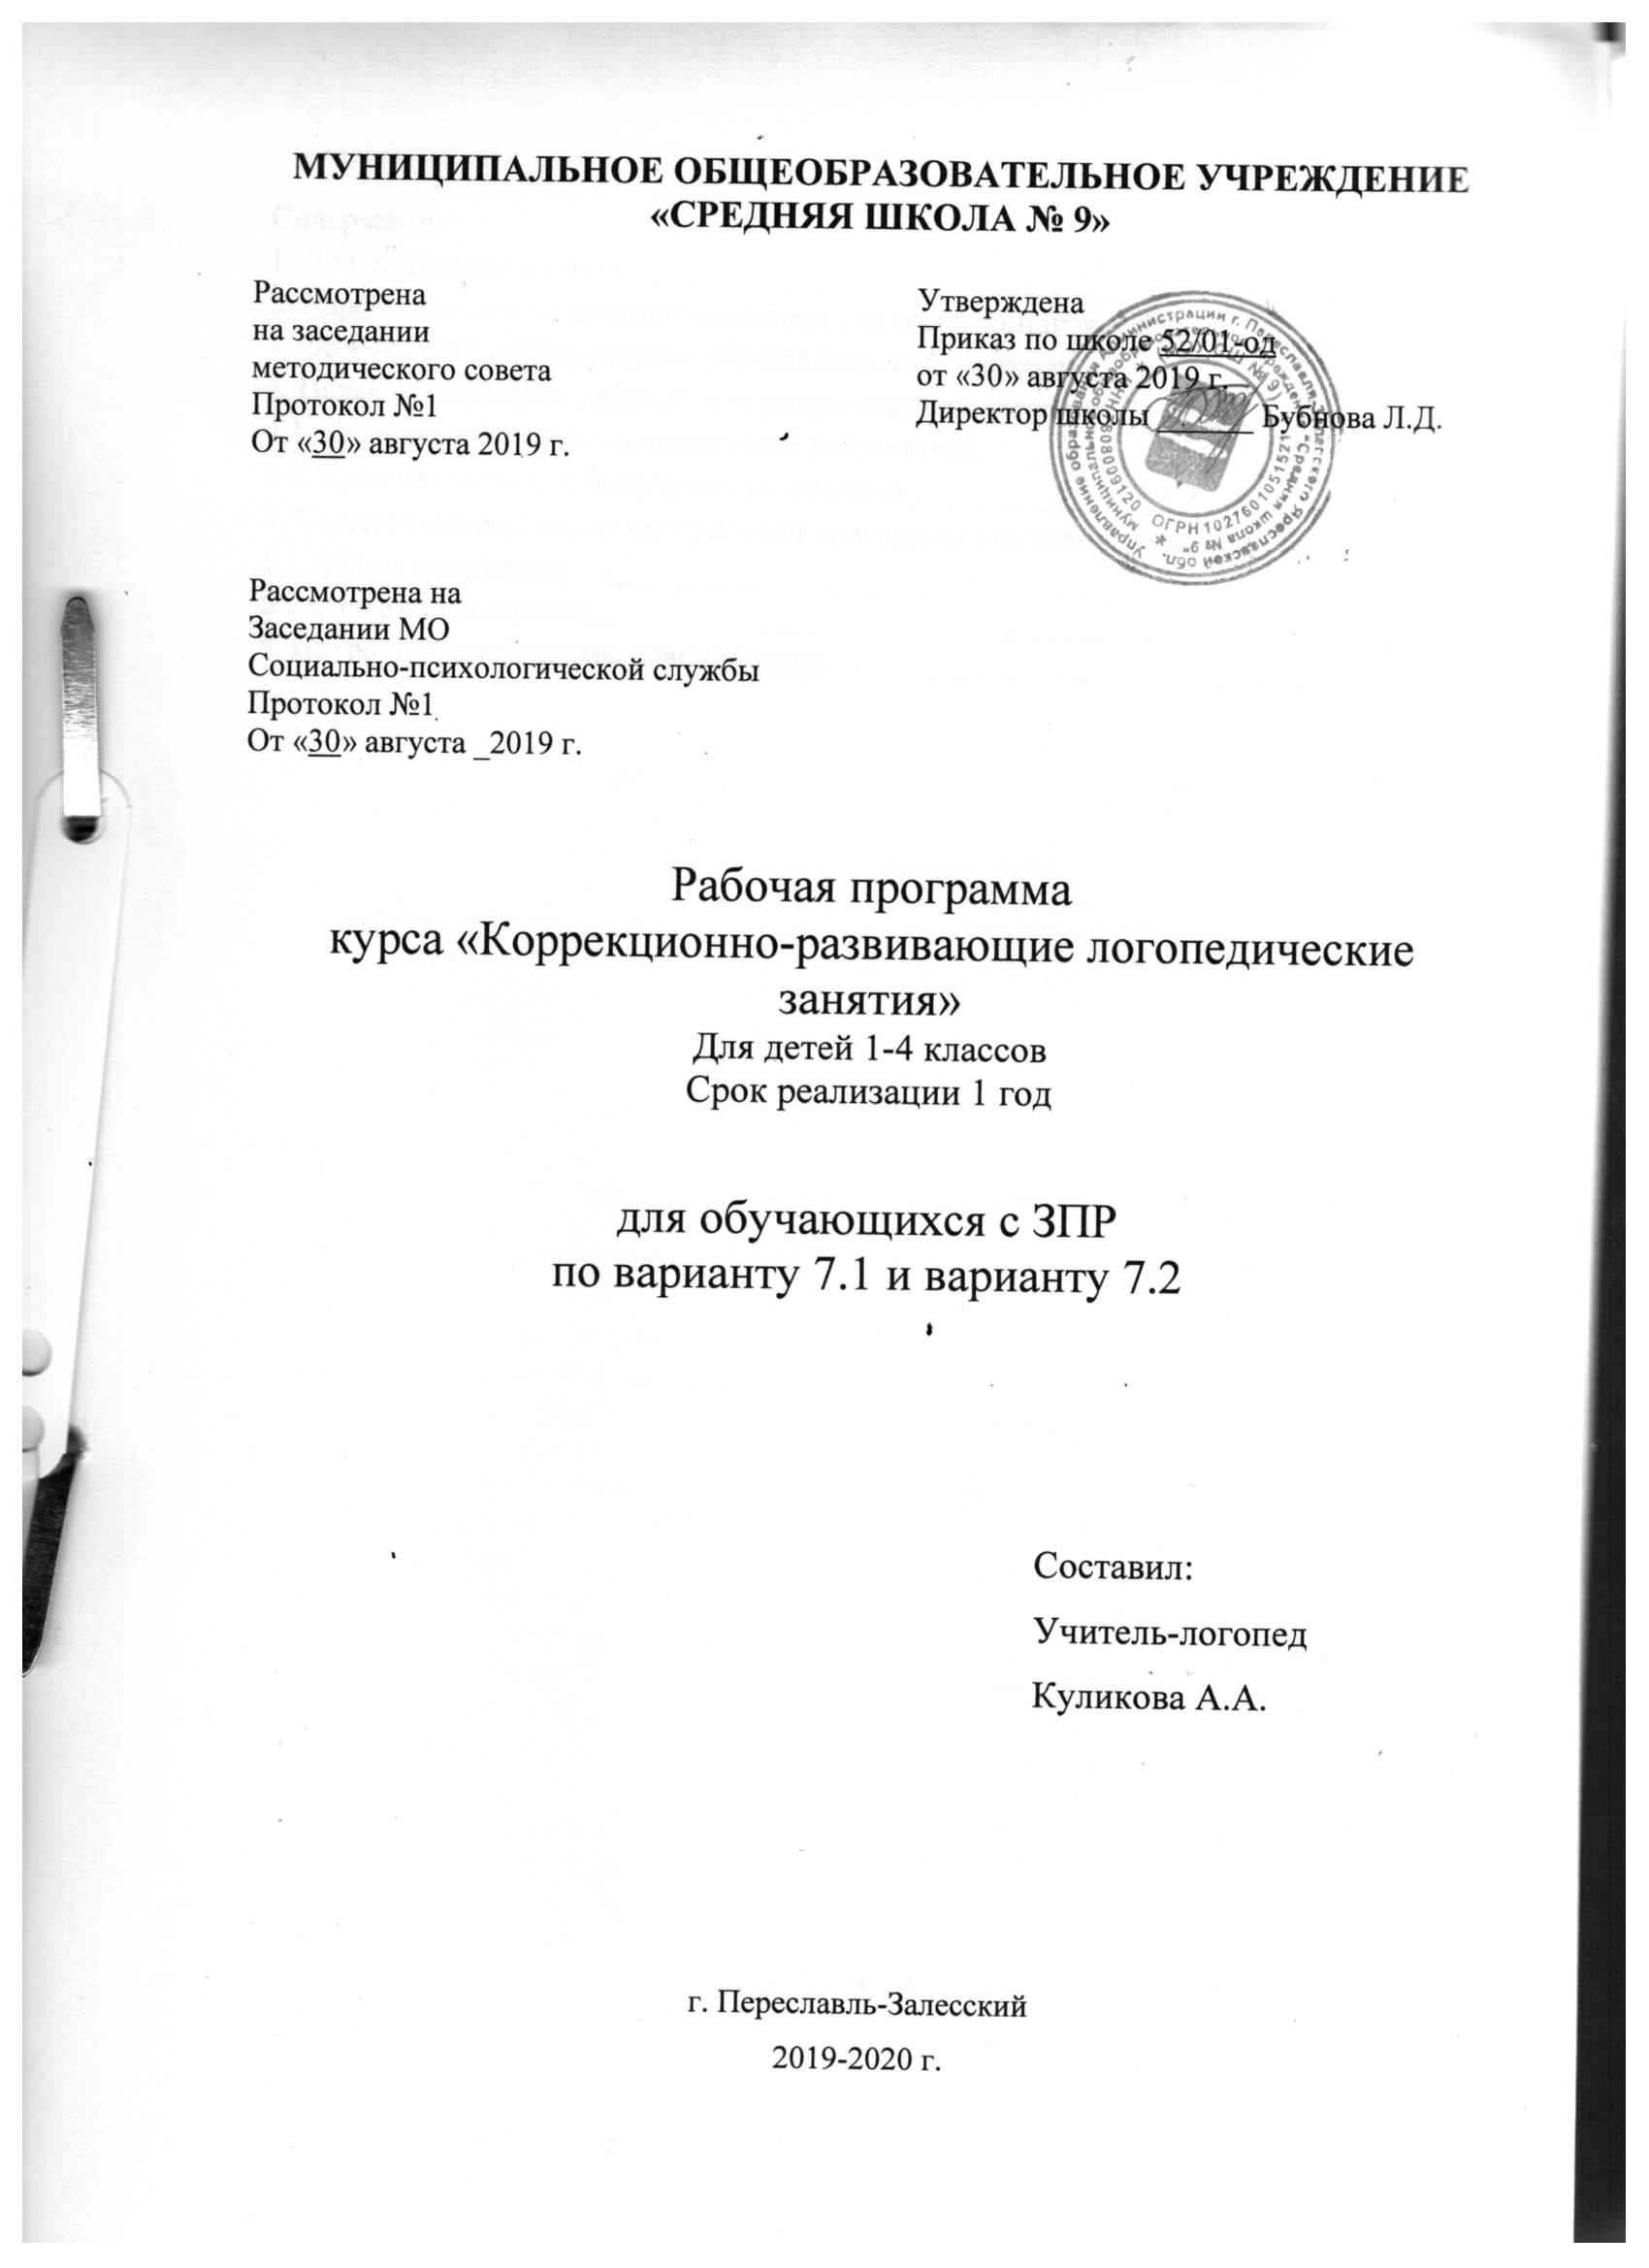 МУНИЦИПАЛЬНОЕ ОБЩЕОБРАЗОВАТЕЛЬНОЕ УЧРЕЖДЕНИЕ
«СРЕДНЯЯ ШКОЛА № 9»
Рассмотрена
на заседании
методического совета
Протокол №1
От «30» августа 2019 г.
Утверждена
Приказ по школе 52/01-од
от «30» августа 2019 г.
Директор школы ______ Бубнова Л.Д.
ОГРН 1027601051521
Рассмотрена на
Заседании МО
Социально-психологической службы
Протокол №1
От «30» августа _2019 г.
Рабочая программа
курса «Коррекционно-развивающие логопедические
занятия»
Для детей 1-4 классов
Срок реализации 1 год
для обучающихся с ЗПР
по варианту 7.1 и варианту 7.2
Составил:
Учитель-логопед
Куликова А.А.
г. Переславль-Залесский
2019-2020 г.